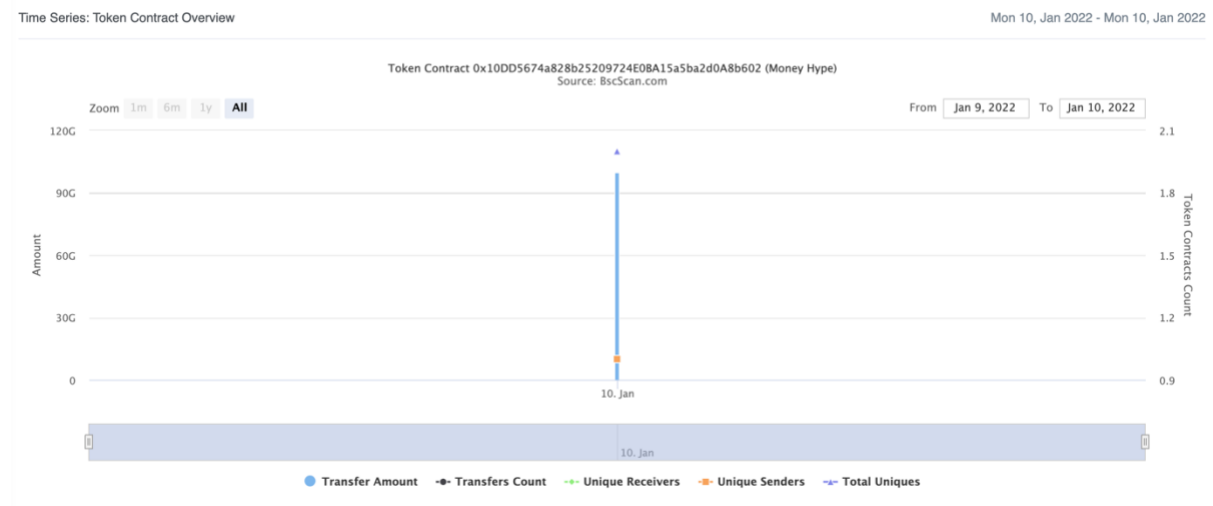 Time Series: Token Contract Overview Mon 10, Jan 2022 - Mon 10, Jan 2022
Token Contract 0x10DD5674a828b25209724E0BA15a5ba2d0A8b602 (Money Hype)
Source: BscScan.com
Zoom 1m 6m 1y All From Jan 9, 2022 To Jan 10, 2022
120G 2.1
90G 1.8
60G 1.5
30G 1.2
0 0.9
Amount
Token Contracts Count
10. Jan
10. Jan
Transfer Amount Transfers Count Unique Receivers Unique Senders Total Uniques